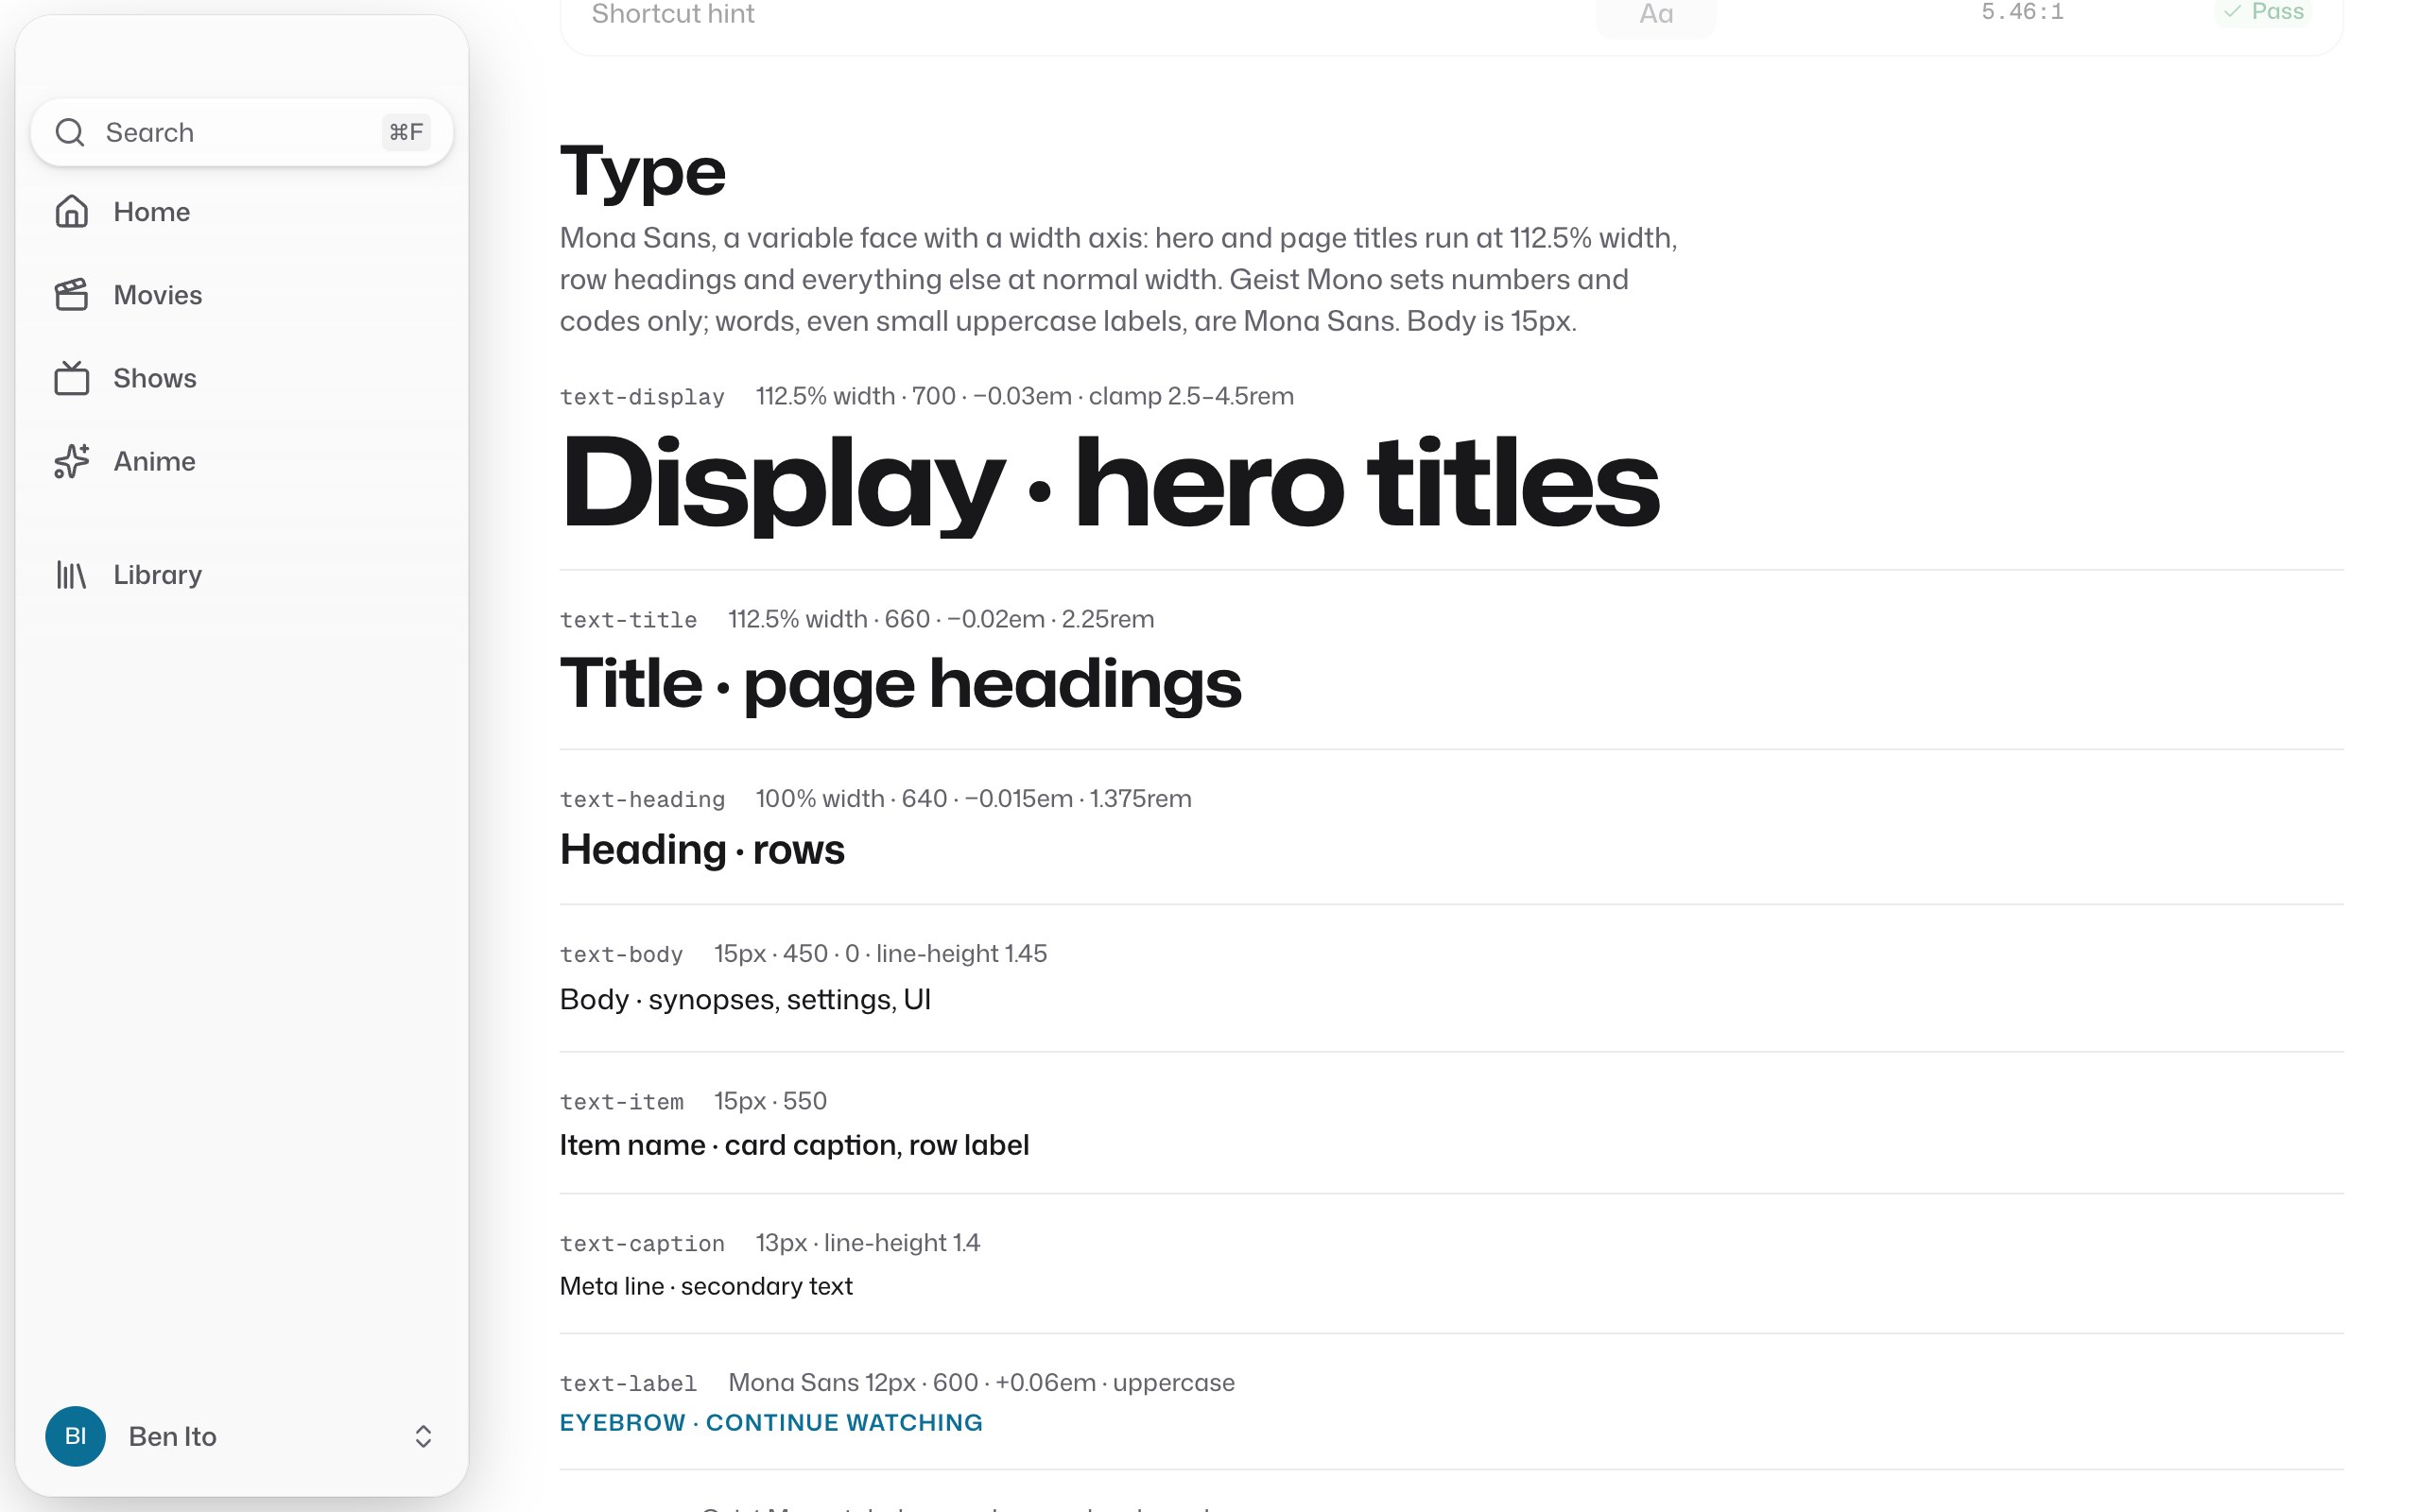 Search ⌘F
Home
Movies
Shows
Anime
Library
BI Ben Ito
Shortcut hint Aa 5.46:1 Pass
Type
Mona Sans, a variable face with a width axis: hero and page titles run at 112.5% width,
row headings and everything else at normal width. Geist Mono sets numbers and
codes only; words, even small uppercase labels, are Mona Sans. Body is 15px.
text-display 112.5% width · 700 · −0.03em · clamp 2.5–4.5rem
Display · hero titles
text-title 112.5% width · 660 · −0.02em · 2.25rem
Title · page headings
text-heading 100% width · 640 · −0.015em · 1.375rem
Heading · rows
text-body 15px · 450 · 0 · line-height 1.45
Body · synopses, settings, UI
text-item 15px · 550
Item name · card caption, row label
text-caption 13px · line-height 1.4
Meta line · secondary text
text-label Mona Sans 12px · 600 · +0.06em · uppercase
EYEBROW · CONTINUE WATCHING